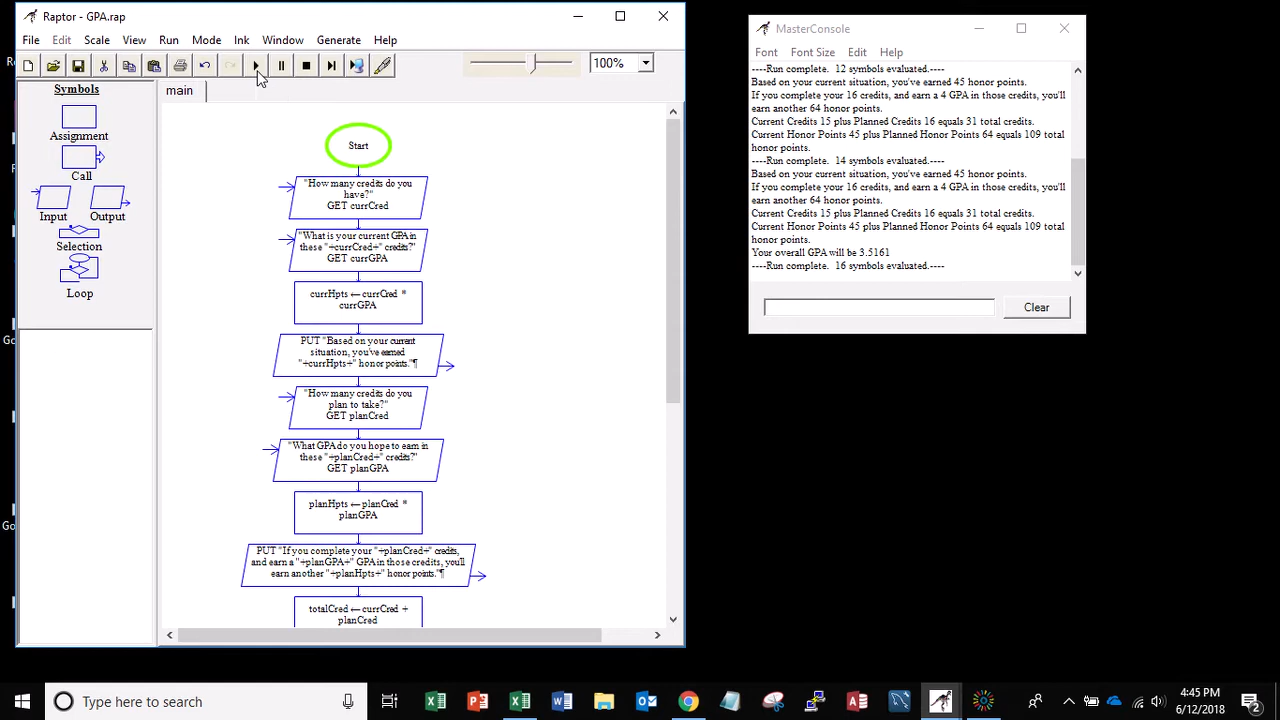 Raptor - GPA.rap
File Edit Scale View Run Mode Ink Window Generate Help
100%
Symbols
Assignment
Call
Input Output
Selection
Loop
main
Start
"How many credits do you
have?"
GET currCred
"What is your current GPA in
these "+currCred+" credits?"
GET currGPA
currHpts ← currCred *
currGPA
PUT "Based on your current
situation, you've earned
"+currHpts+" honor points."¶
"How many credits do you
plan to take?"
GET planCred
"What GPA do you hope to earn in
these "+planCred+" credits?"
GET planGPA
planHpts ← planCred *
planGPA
PUT "If you complete your "+planCred+" credits,
and earn a "+planGPA+" GPA in those credits, you'll
earn another "+planHpts+" honor points."¶
totalCred ← currCred +
planCred
MasterConsole
Font Font Size Edit Help
----Run complete. 12 symbols evaluated.----
Based on your current situation, you've earned 45 honor points.
If you complete your 16 credits, and earn a 4 GPA in those credits, you'll
earn another 64 honor points.
Current Credits 15 plus Planned Credits 16 equals 31 total credits.
Current Honor Points 45 plus Planned Honor Points 64 equals 109 total
honor points.
----Run complete. 14 symbols evaluated.----
Based on your current situation, you've earned 45 honor points.
If you complete your 16 credits, and earn a 4 GPA in those credits, you'll
earn another 64 honor points.
Current Credits 15 plus Planned Credits 16 equals 31 total credits.
Current Honor Points 45 plus Planned Honor Points 64 equals 109 total
honor points.
Your overall GPA will be 3.5161
----Run complete. 16 symbols evaluated.----
Clear
Go
Go
Type here to search
4:45 PM
6/12/2018
2